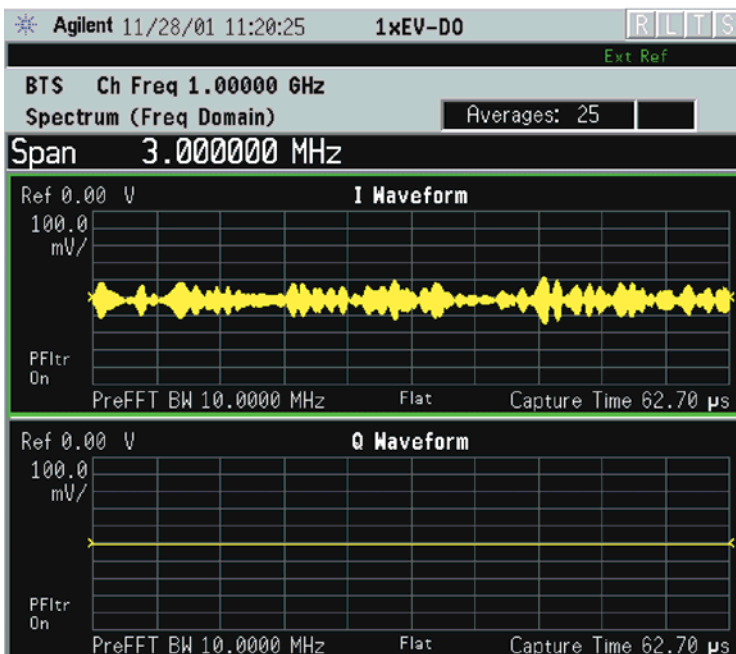 Agilent 11/28/01 11:20:25 1xEV-DO R L T S
Ext Ref
BTS Ch Freq 1.00000 GHz
Spectrum (Freq Domain) Averages: 25
Span 3.000000 MHz
Ref 0.00 V I Waveform
100.0
mV/
PFltr
On
PreFFT BW 10.0000 MHz Flat Capture Time 62.70 µs
Ref 0.00 V Q Waveform
100.0
mV/
PFltr
On
PreFFT BW 10.0000 MHz Flat Capture Time 62.70 µs